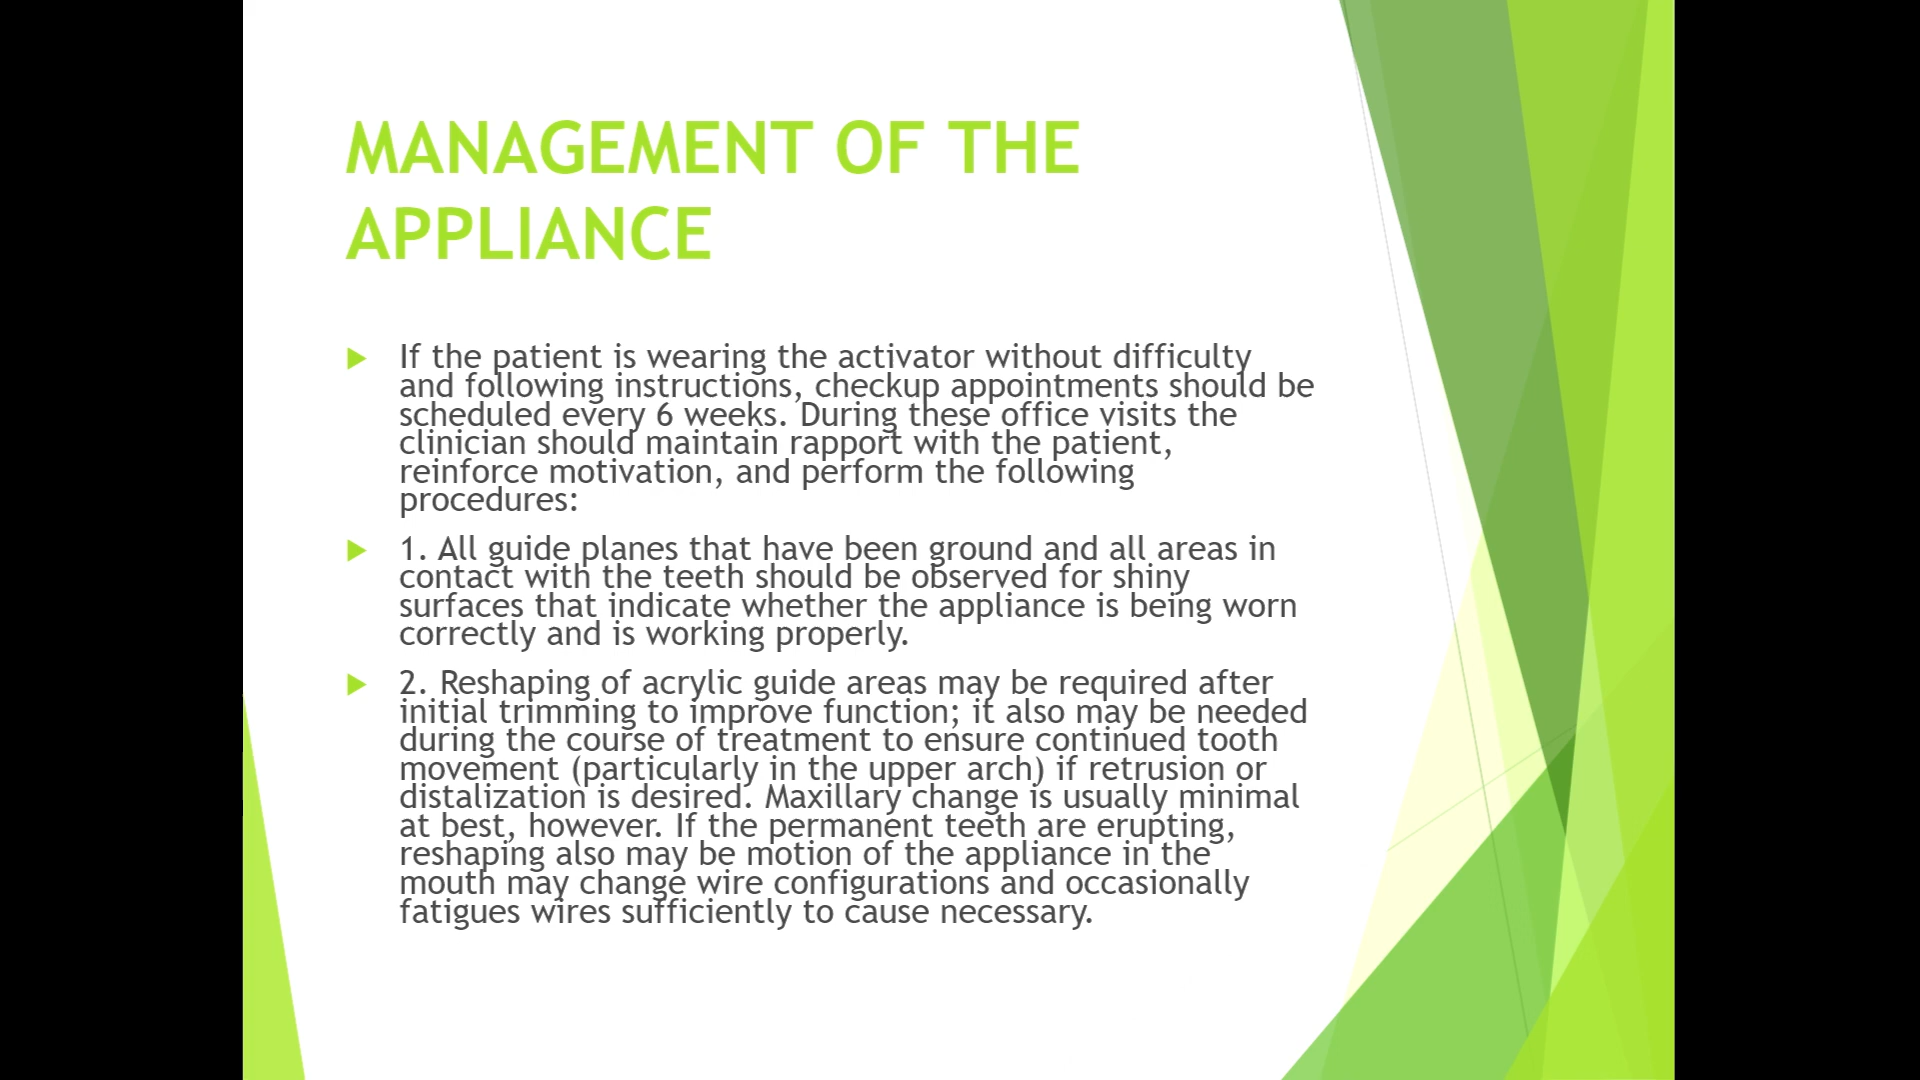 MANAGEMENT OF THE
APPLIANCE
If the patient is wearing the activator without difficulty
and following instructions, checkup appointments should be
scheduled every 6 weeks. During these office visits the
clinician should maintain rapport with the patient,
reinforce motivation, and perform the following
procedures:
1. All guide planes that have been ground and all areas in
contact with the teeth should be observed for shiny
surfaces that indicate whether the appliance is being worn
correctly and is working properly.
2. Reshaping of acrylic guide areas may be required after
initial trimming to improve function; it also may be needed
during the course of treatment to ensure continued tooth
movement (particularly in the upper arch) if retrusion or
distalization is desired. Maxillary change is usually minimal
at best, however. If the permanent teeth are erupting,
reshaping also may be motion of the appliance in the
mouth may change wire configurations and occasionally
fatigues wires sufficiently to cause necessary.